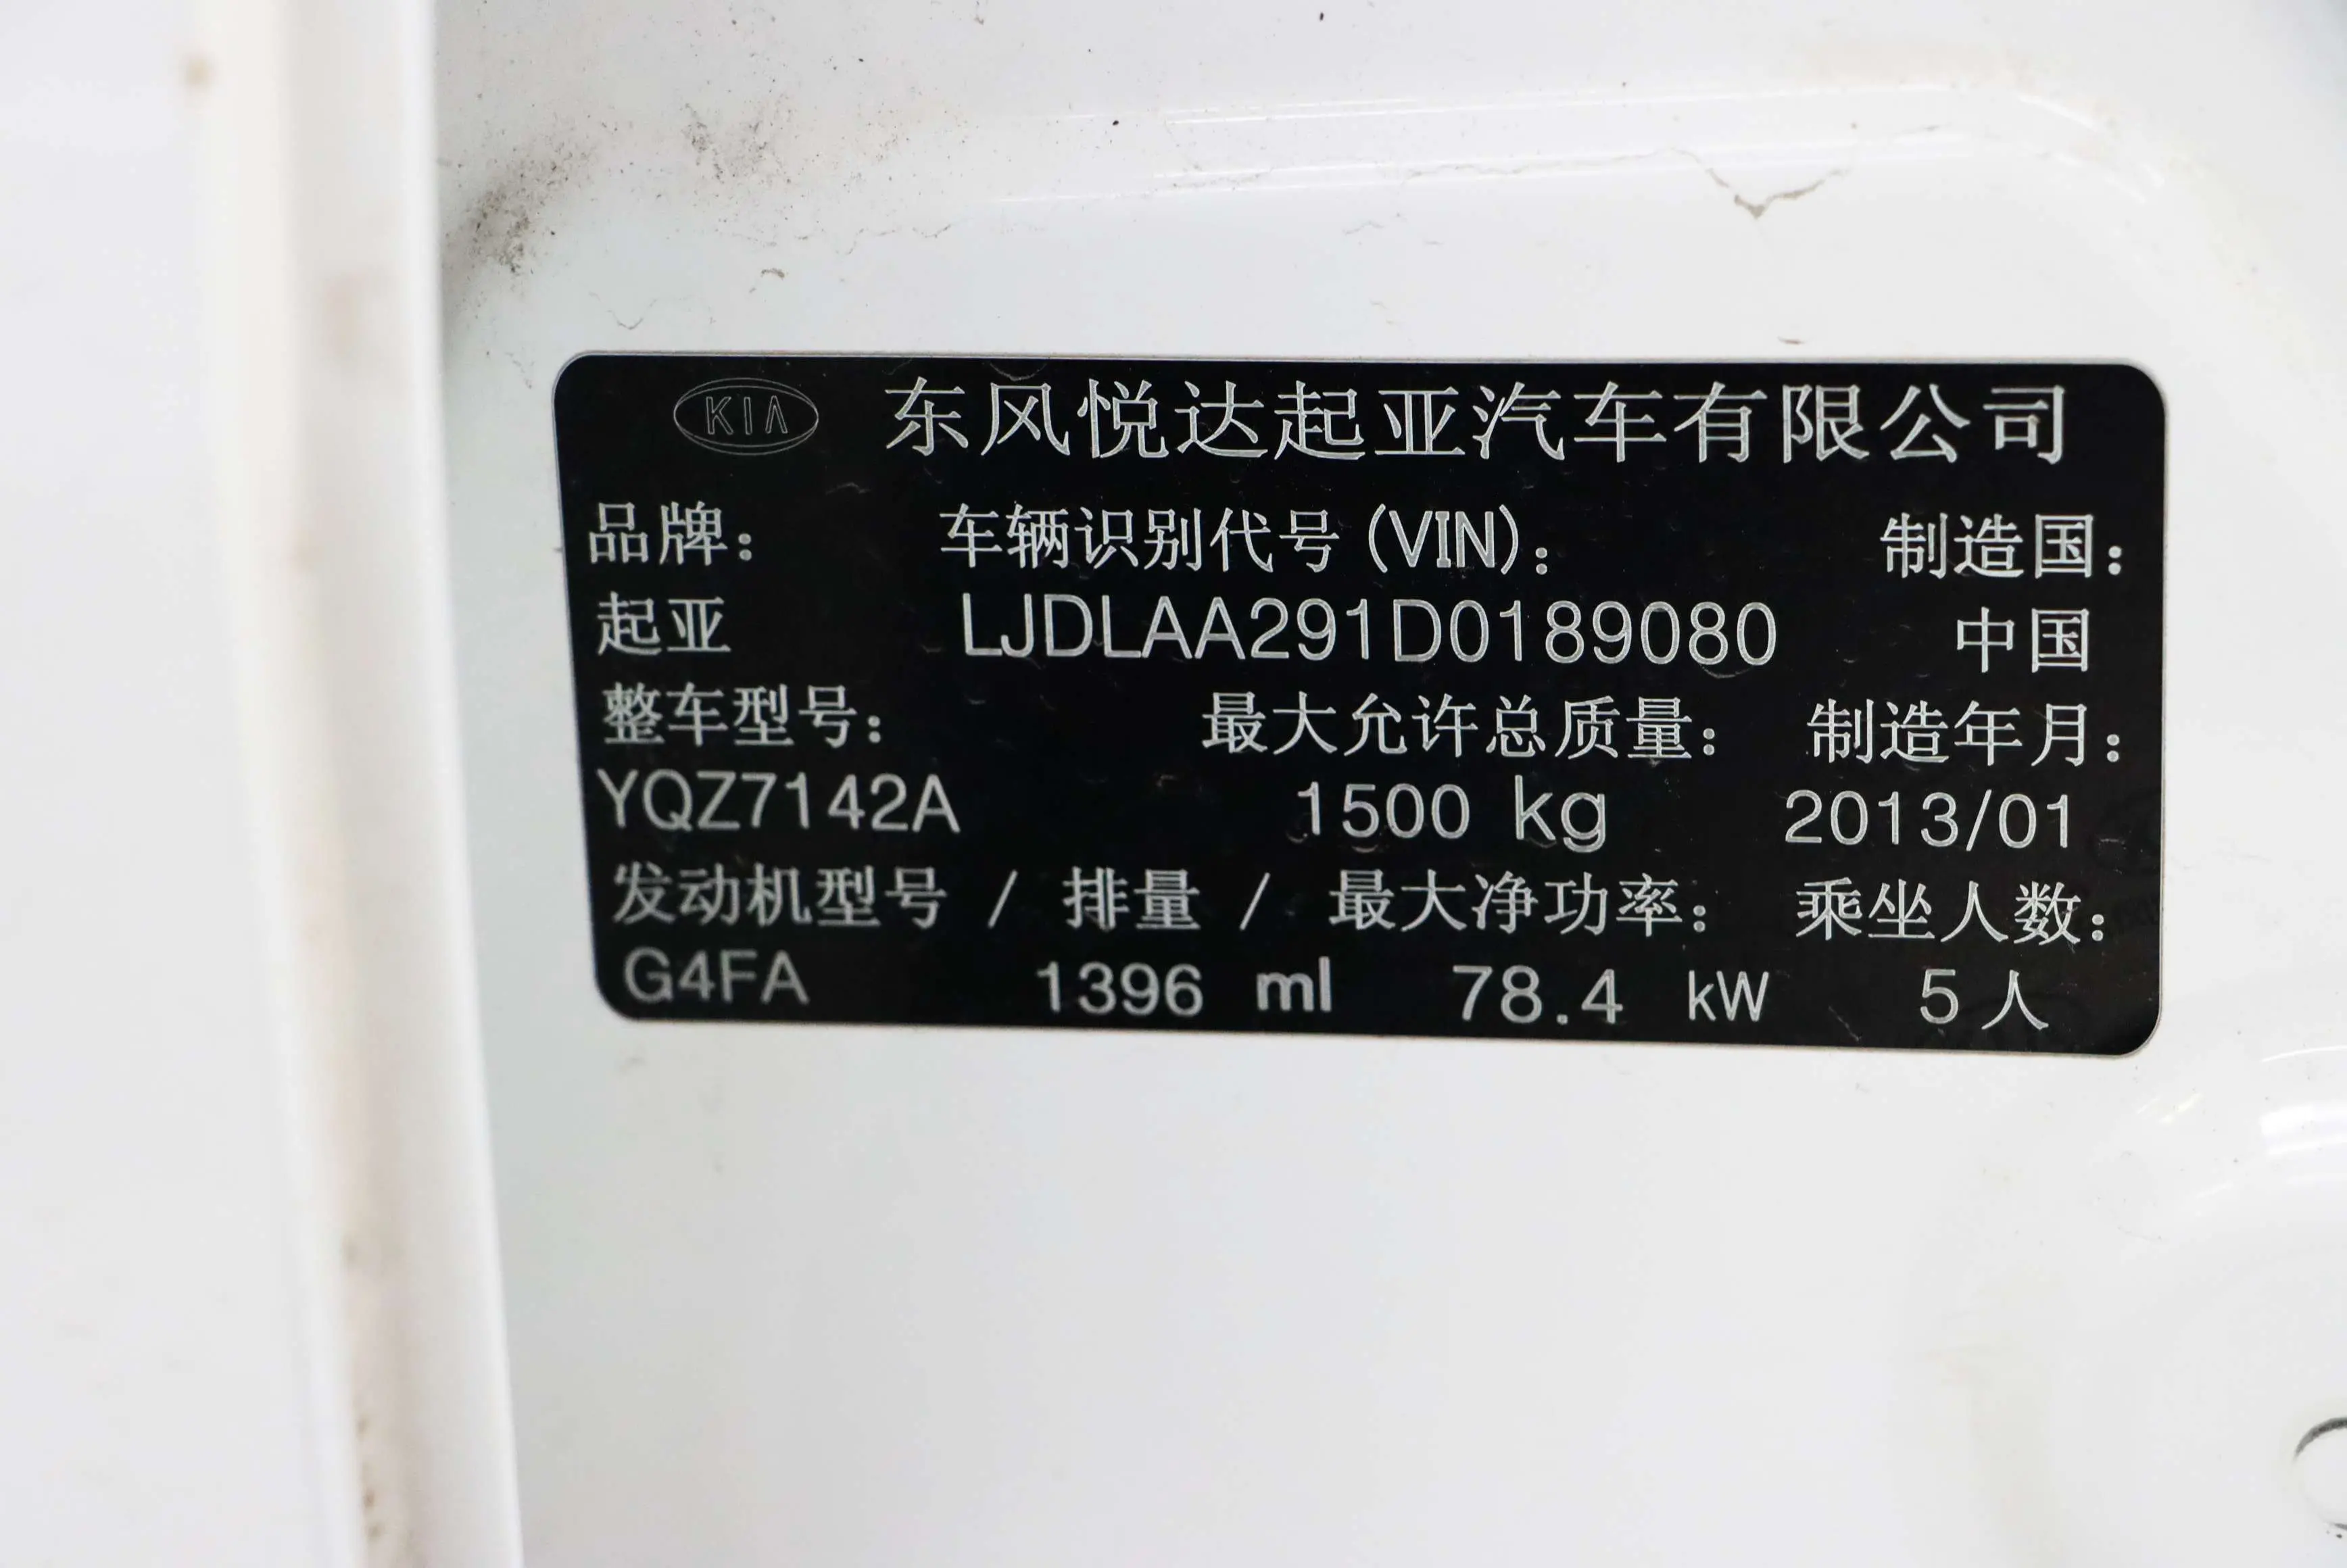 KIA 东风悦达起亚汽车有限公司
品牌： 车辆识别代号(VIN)： 制造国：
起亚 LJDLAA291D0189080 中国
整车型号： 最大允许总质量： 制造年月：
YQZ7142A 1500 kg 2013/01
发动机型号 / 排量 / 最大净功率： 乘坐人数：
G4FA 1396 ml 78.4 kW 5人